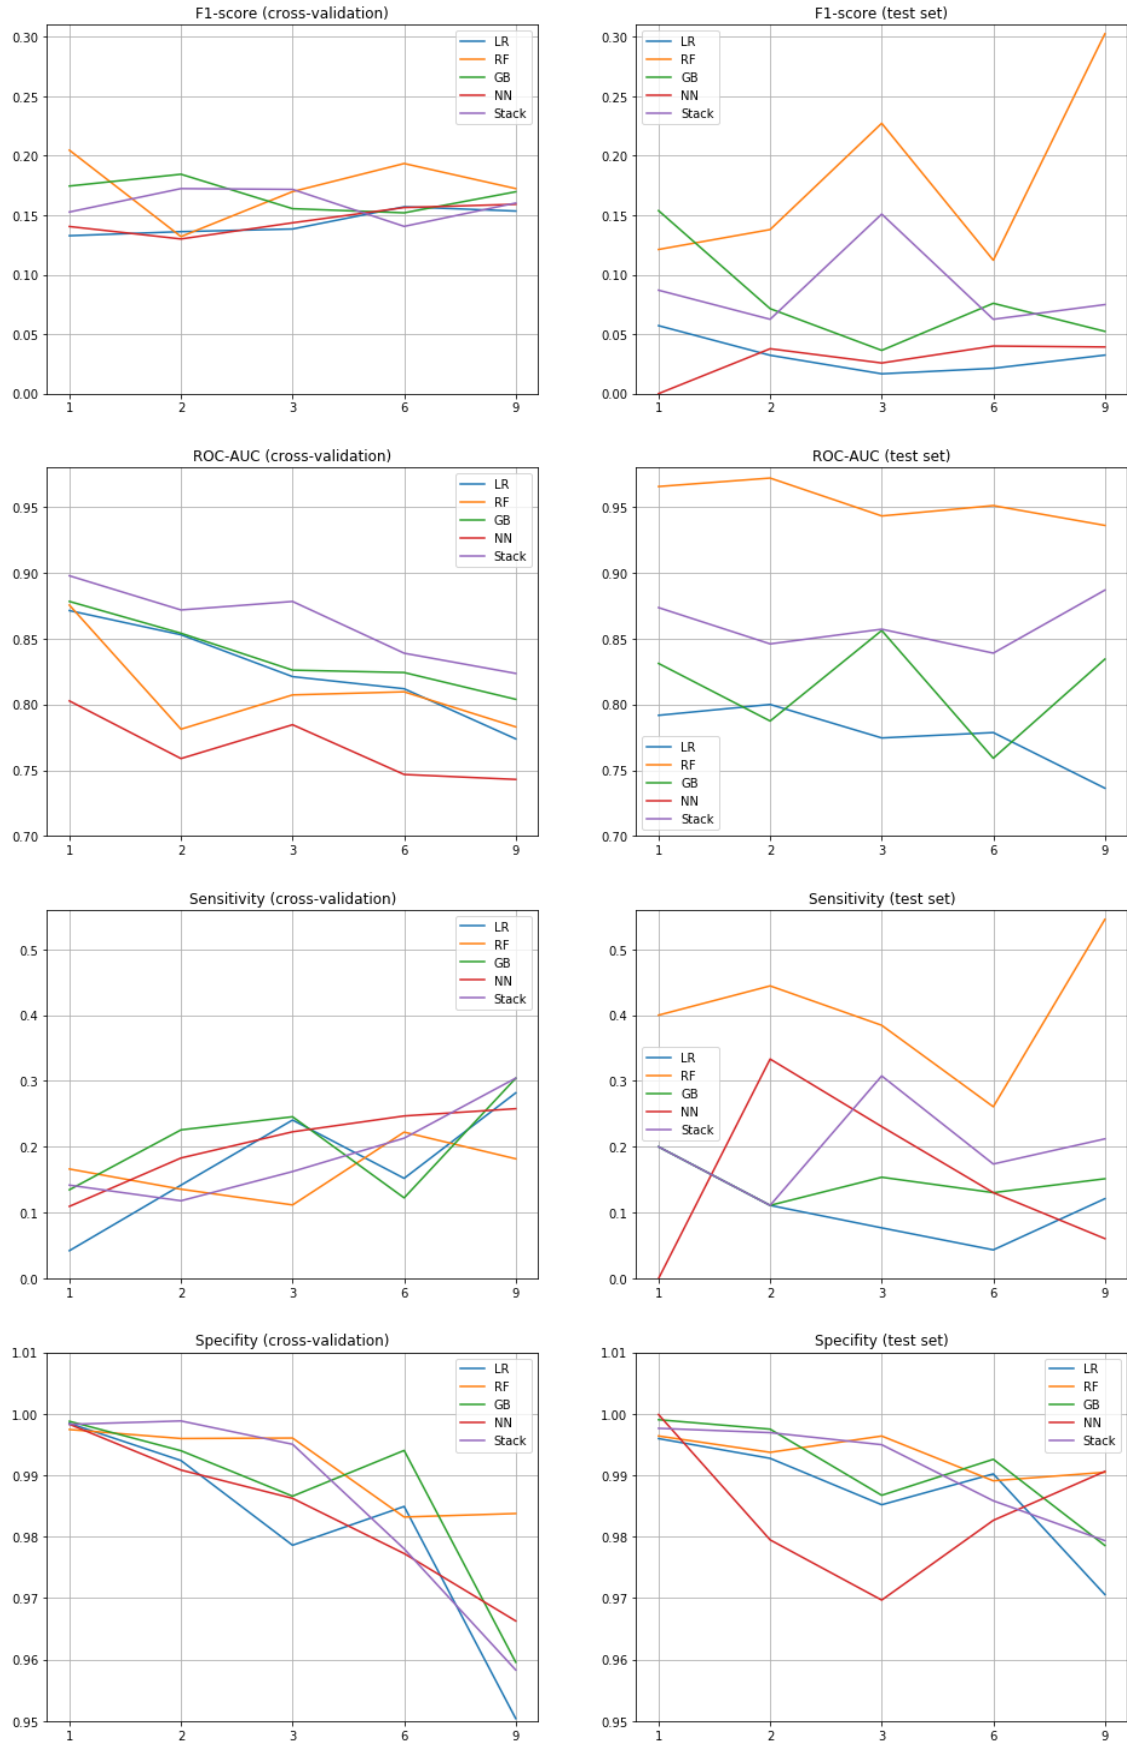 F1-score (cross-validation)
0.30
0.25
0.20
0.15
0.10
0.05
0.00
1 2 3 6 9
LR
RF
GB
NN
Stack
F1-score (test set)
0.30
0.25
0.20
0.15
0.10
0.05
0.00
1 2 3 6 9
LR
RF
GB
NN
Stack
ROC-AUC (cross-validation)
0.95
0.90
0.85
0.80
0.75
0.70
1 2 3 6 9
LR
RF
GB
NN
Stack
ROC-AUC (test set)
0.95
0.90
0.85
0.80
0.75
0.70
1 2 3 6 9
LR
RF
GB
NN
Stack
Sensitivity (cross-validation)
0.5
0.4
0.3
0.2
0.1
0.0
1 2 3 6 9
LR
RF
GB
NN
Stack
Sensitivity (test set)
0.5
0.4
0.3
0.2
0.1
0.0
1 2 3 6 9
LR
RF
GB
NN
Stack
Specifity (cross-validation)
1.01
1.00
0.99
0.98
0.97
0.96
0.95
1 2 3 6 9
LR
RF
GB
NN
Stack
Specifity (test set)
1.01
1.00
0.99
0.98
0.97
0.96
0.95
1 2 3 6 9
LR
RF
GB
NN
Stack